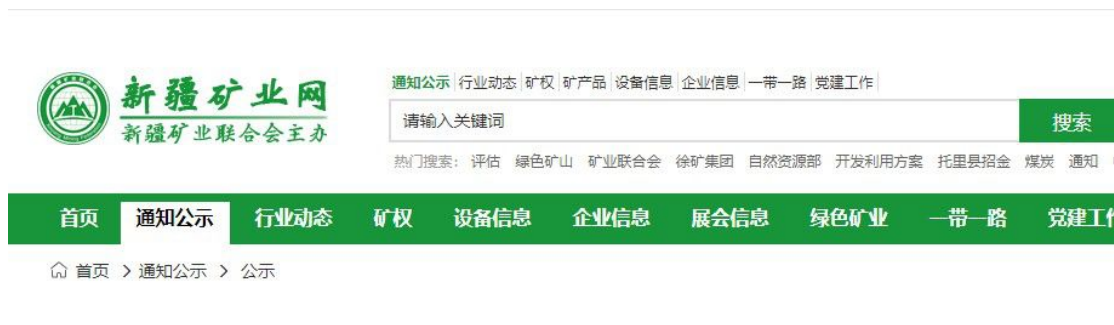 新疆矿业网
新疆矿业联合会主办
通知公示 行业动态 矿权 矿产品 设备信息 企业信息 一带一路 党建工作
请输入关键词 搜索
热门搜索: 评估 绿色矿山 矿业联合会 徐矿集团 自然资源部 开发利用方案 托里县招金 煤炭 通知
首页 通知公示 行业动态 矿权 设备信息 企业信息 展会信息 绿色矿业 一带一路 党建工作
首页 > 通知公示 > 公示